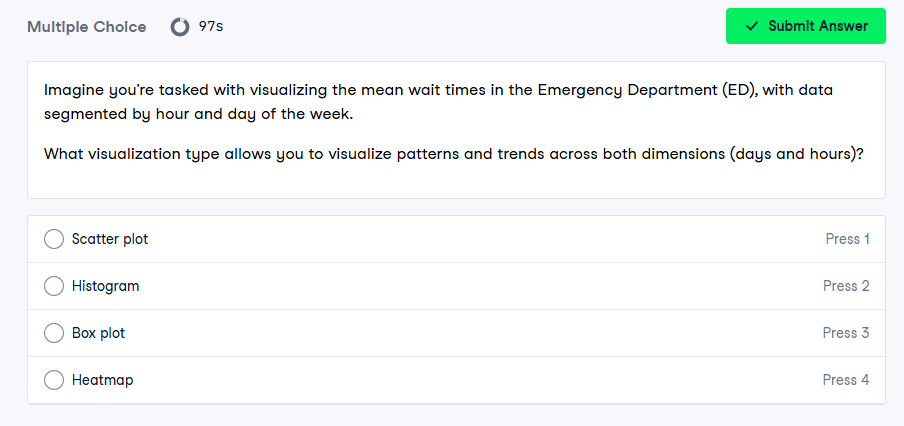 Multiple Choice 97s Submit Answer
Imagine you're tasked with visualizing the mean wait times in the Emergency Department (ED), with data
segmented by hour and day of the week.
What visualization type allows you to visualize patterns and trends across both dimensions (days and hours)?
Scatter plot Press 1
Histogram Press 2
Box plot Press 3
Heatmap Press 4